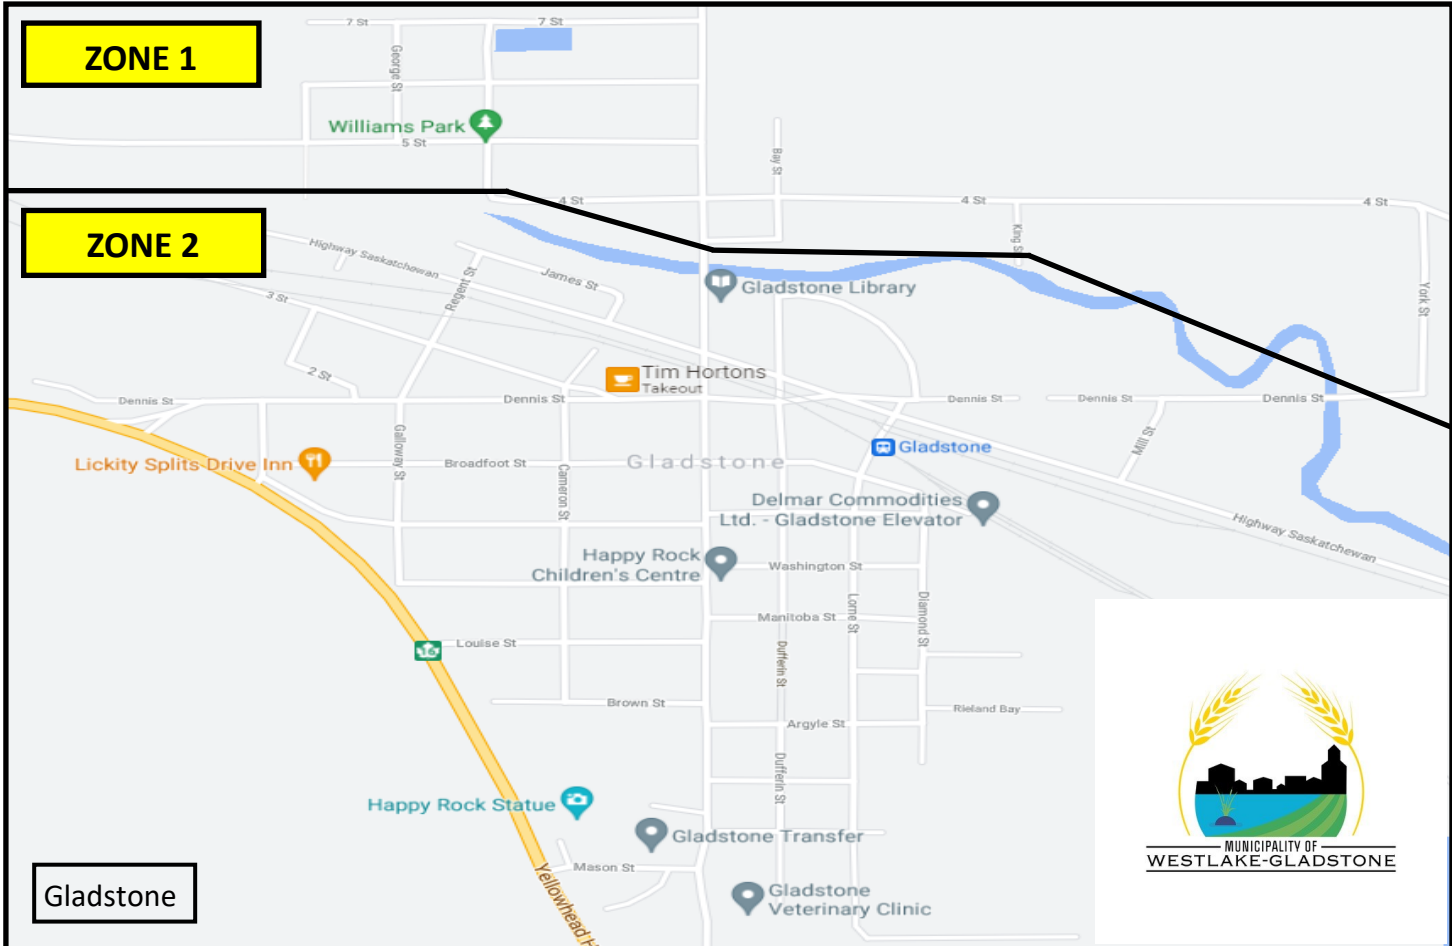 7 St
7 St
ZONE 1
George St
Williams Park
5 St
Bay St
4 St
4 St
4 St
ZONE 2
King S
Highway Saskatchewan
James St
Regent St
Gladstone Library
3 St
York St
2 St
Tim Hortons
Takeout
Dennis St
Dennis St
Dennis St
Dennis St
Dennis St
Galloway St
Mill St
Gladstone
Lickity Splits Drive Inn
Broadfoot St
Gladstone
Cameron St
Delmar Commodities
Ltd. - Gladstone Elevator
Highway Saskatchewan
Happy Rock
Children's Centre
Washington St
Lorne St
Diamond St
Manitoba St
16
Louise St
Dufferin St
Brown St
Rieland Bay
Argyle St
Dufferin St
Happy Rock Statue
Gladstone Transfer
Mason St
Yellowhead H
Gladstone
Veterinary Clinic
Gladstone
MUNICIPALITY OF
WESTLAKE-GLADSTONE